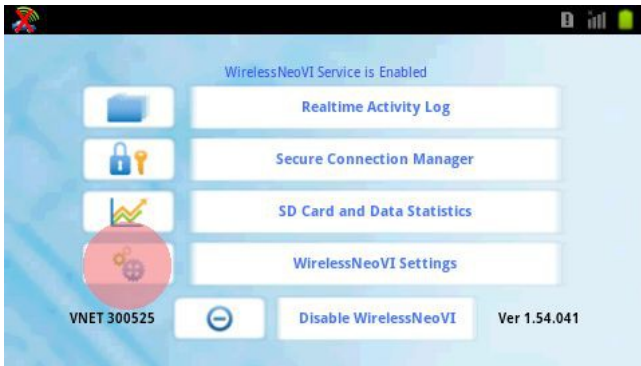 WirelessNeoVI Service is Enabled
Realtime Activity Log
Secure Connection Manager
SD Card and Data Statistics
WirelessNeoVI Settings
VNET 300525 Disable WirelessNeoVI Ver 1.54.041